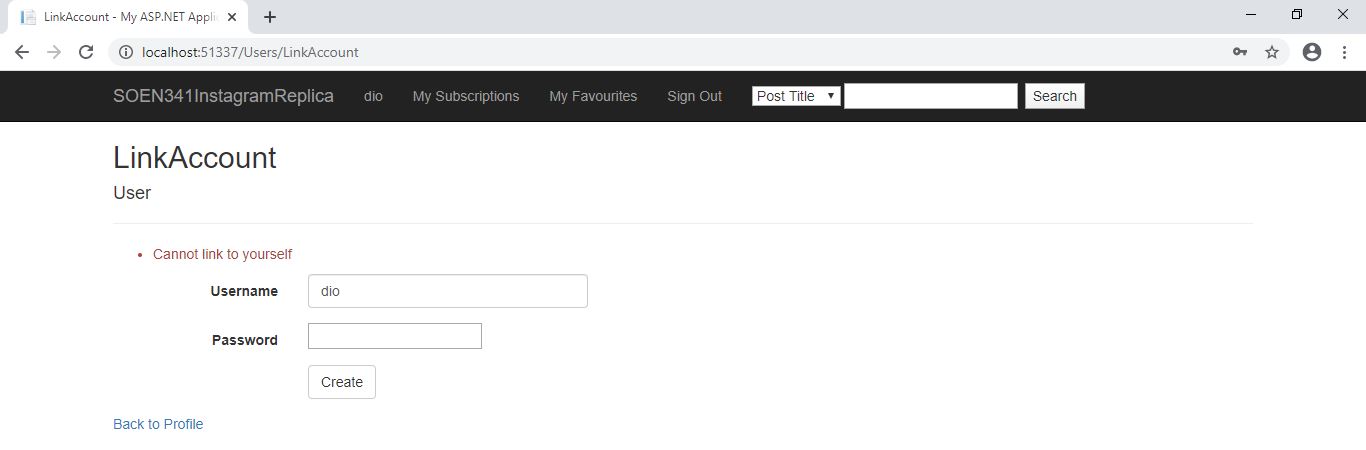 LinkAccount - My ASP.NET Applic
localhost:51337/Users/LinkAccount
SOEN341InstagramReplica dio My Subscriptions My Favourites Sign Out Post Title Search
LinkAccount
User
Cannot link to yourself
Username dio
Password
Create
Back to Profile